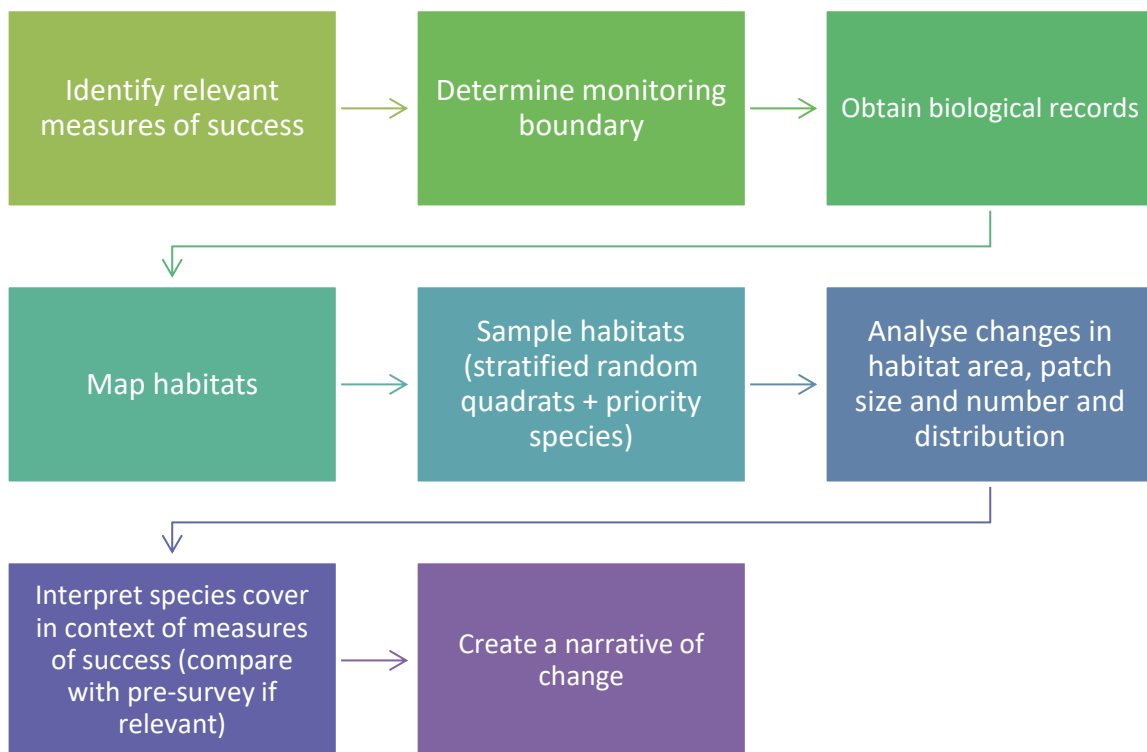 Identify relevant
measures of success
Determine monitoring
boundary
Obtain biological records
Map habitats
Sample habitats
(stratified random
quadrats + priority
species)
Analyse changes in
habitat area, patch
size and number and
distribution
Interpret species cover
in context of measures
of success (compare
with pre-survey if
relevant)
Create a narrative of
change